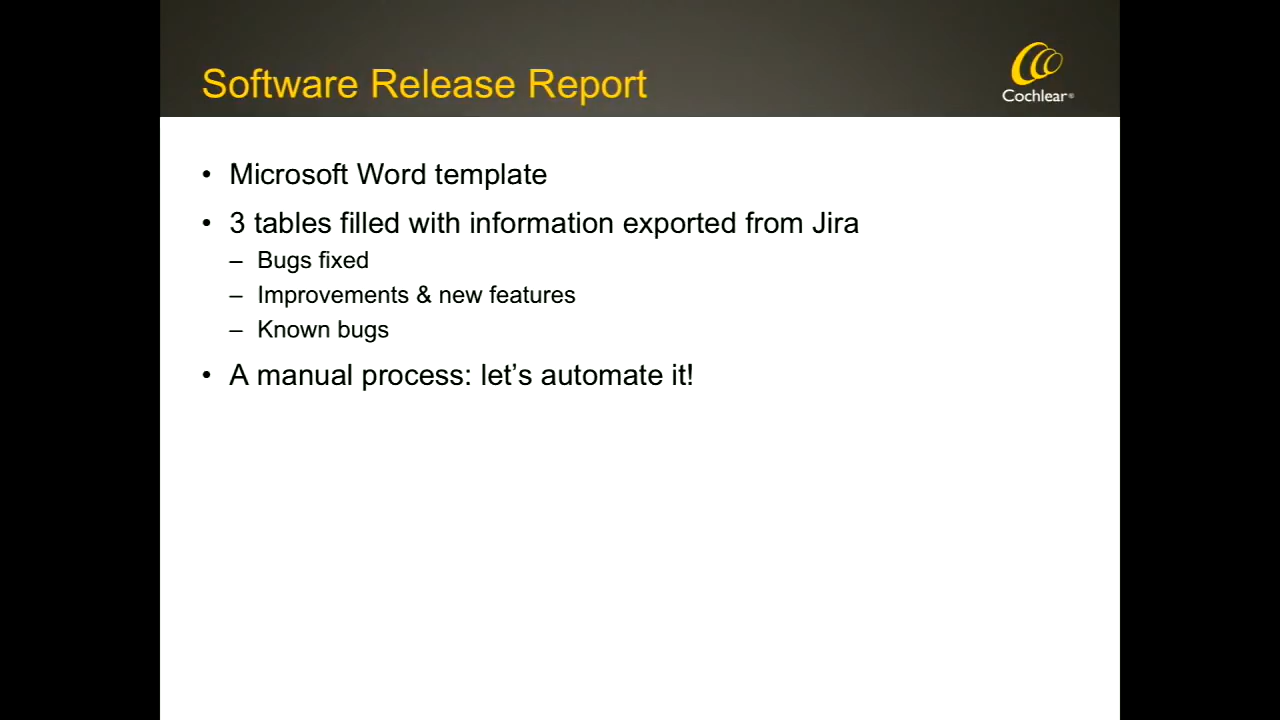 Software Release Report
Cochlear®
• Microsoft Word template
• 3 tables filled with information exported from Jira
– Bugs fixed
– Improvements & new features
– Known bugs
• A manual process: let’s automate it!